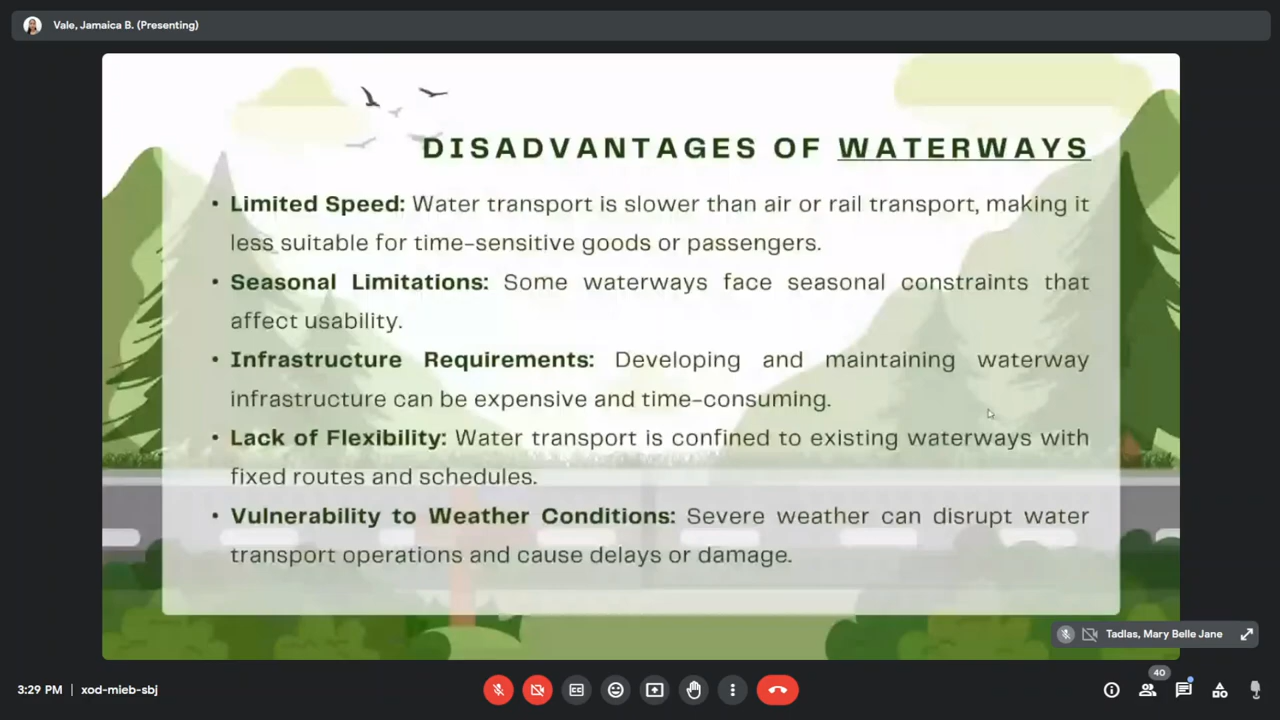 Vale, Jamaica B. (Presenting)
DISADVANTAGES OF WATERWAYS
• Limited Speed: Water transport is slower than air or rail transport, making it
less suitable for time-sensitive goods or passengers.
• Seasonal Limitations: Some waterways face seasonal constraints that
affect usability.
• Infrastructure Requirements: Developing and maintaining waterway
infrastructure can be expensive and time-consuming.
• Lack of Flexibility: Water transport is confined to existing waterways with
fixed routes and schedules.
• Vulnerability to Weather Conditions: Severe weather can disrupt water
transport operations and cause delays or damage.
Tadlas, Mary Belle Jane
3:29 PM | xod-mieb-sbj
CC
40